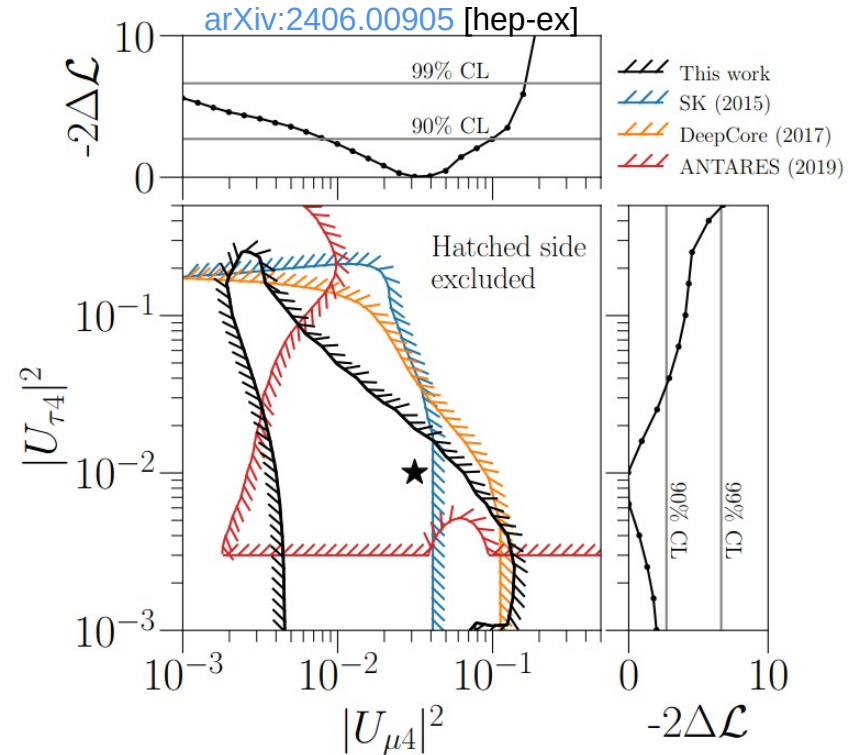 arXiv:2406.00905 [hep-ex]
10
99% CL
90% CL
0
-2Δ𝓛
This work
SK (2015)
DeepCore (2017)
ANTARES (2019)
Hatched side
excluded
10⁻¹
10⁻²
10⁻³
|U_τ4|²
10⁻³ 10⁻² 10⁻¹
|U_μ4|²
90% CL
99% CL
0 10
-2Δ𝓛